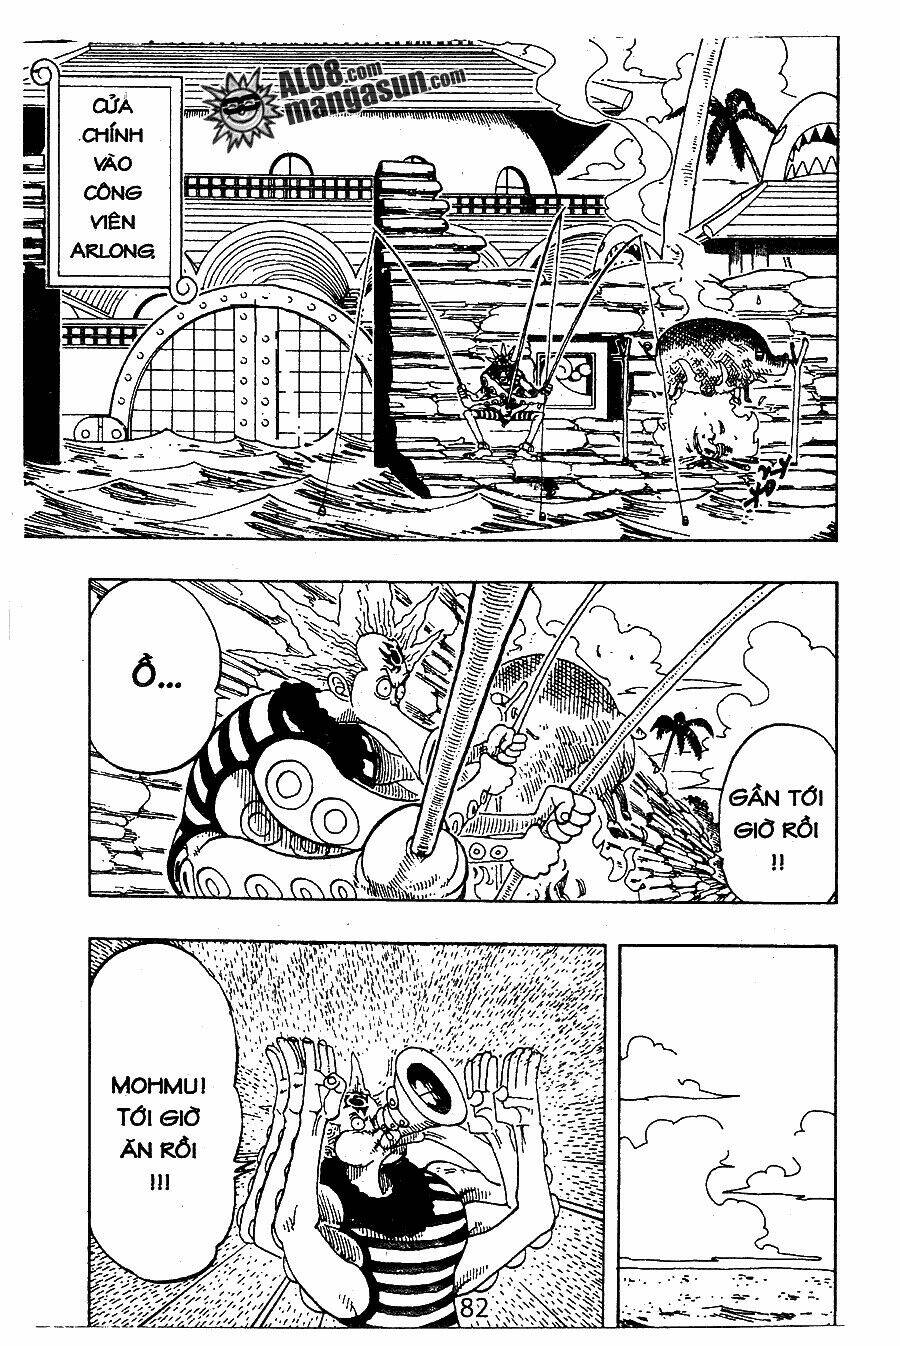 ALO8.com
mangasun.com
CỬA
CHÍNH
VÀO
CÔNG
VIÊN
ARLONG.
Ồ...
GẦN TỚI
GIỜ RỒI
!!
MOHMU!
TỚI GIỜ
ĂN RỒI
!!!
82